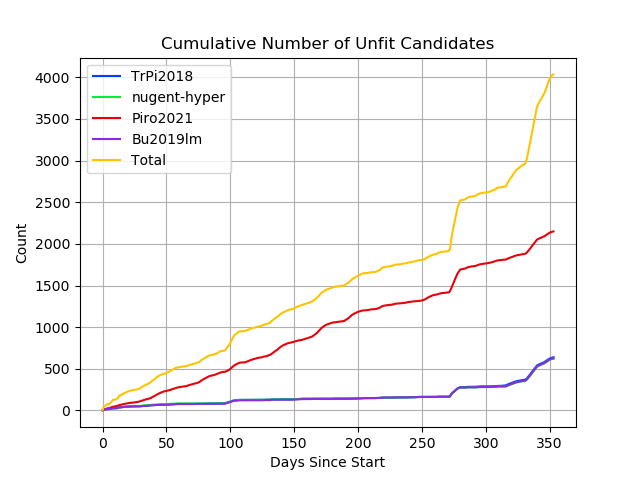 Cumulative Number of Unfit Candidates
TrPi2018
nugent-hyper
Piro2021
Bu2019lm
Total
4000
3500
3000
2500
2000
1500
1000
500
0
Count
0 50 100 150 200 250 300 350
Days Since Start